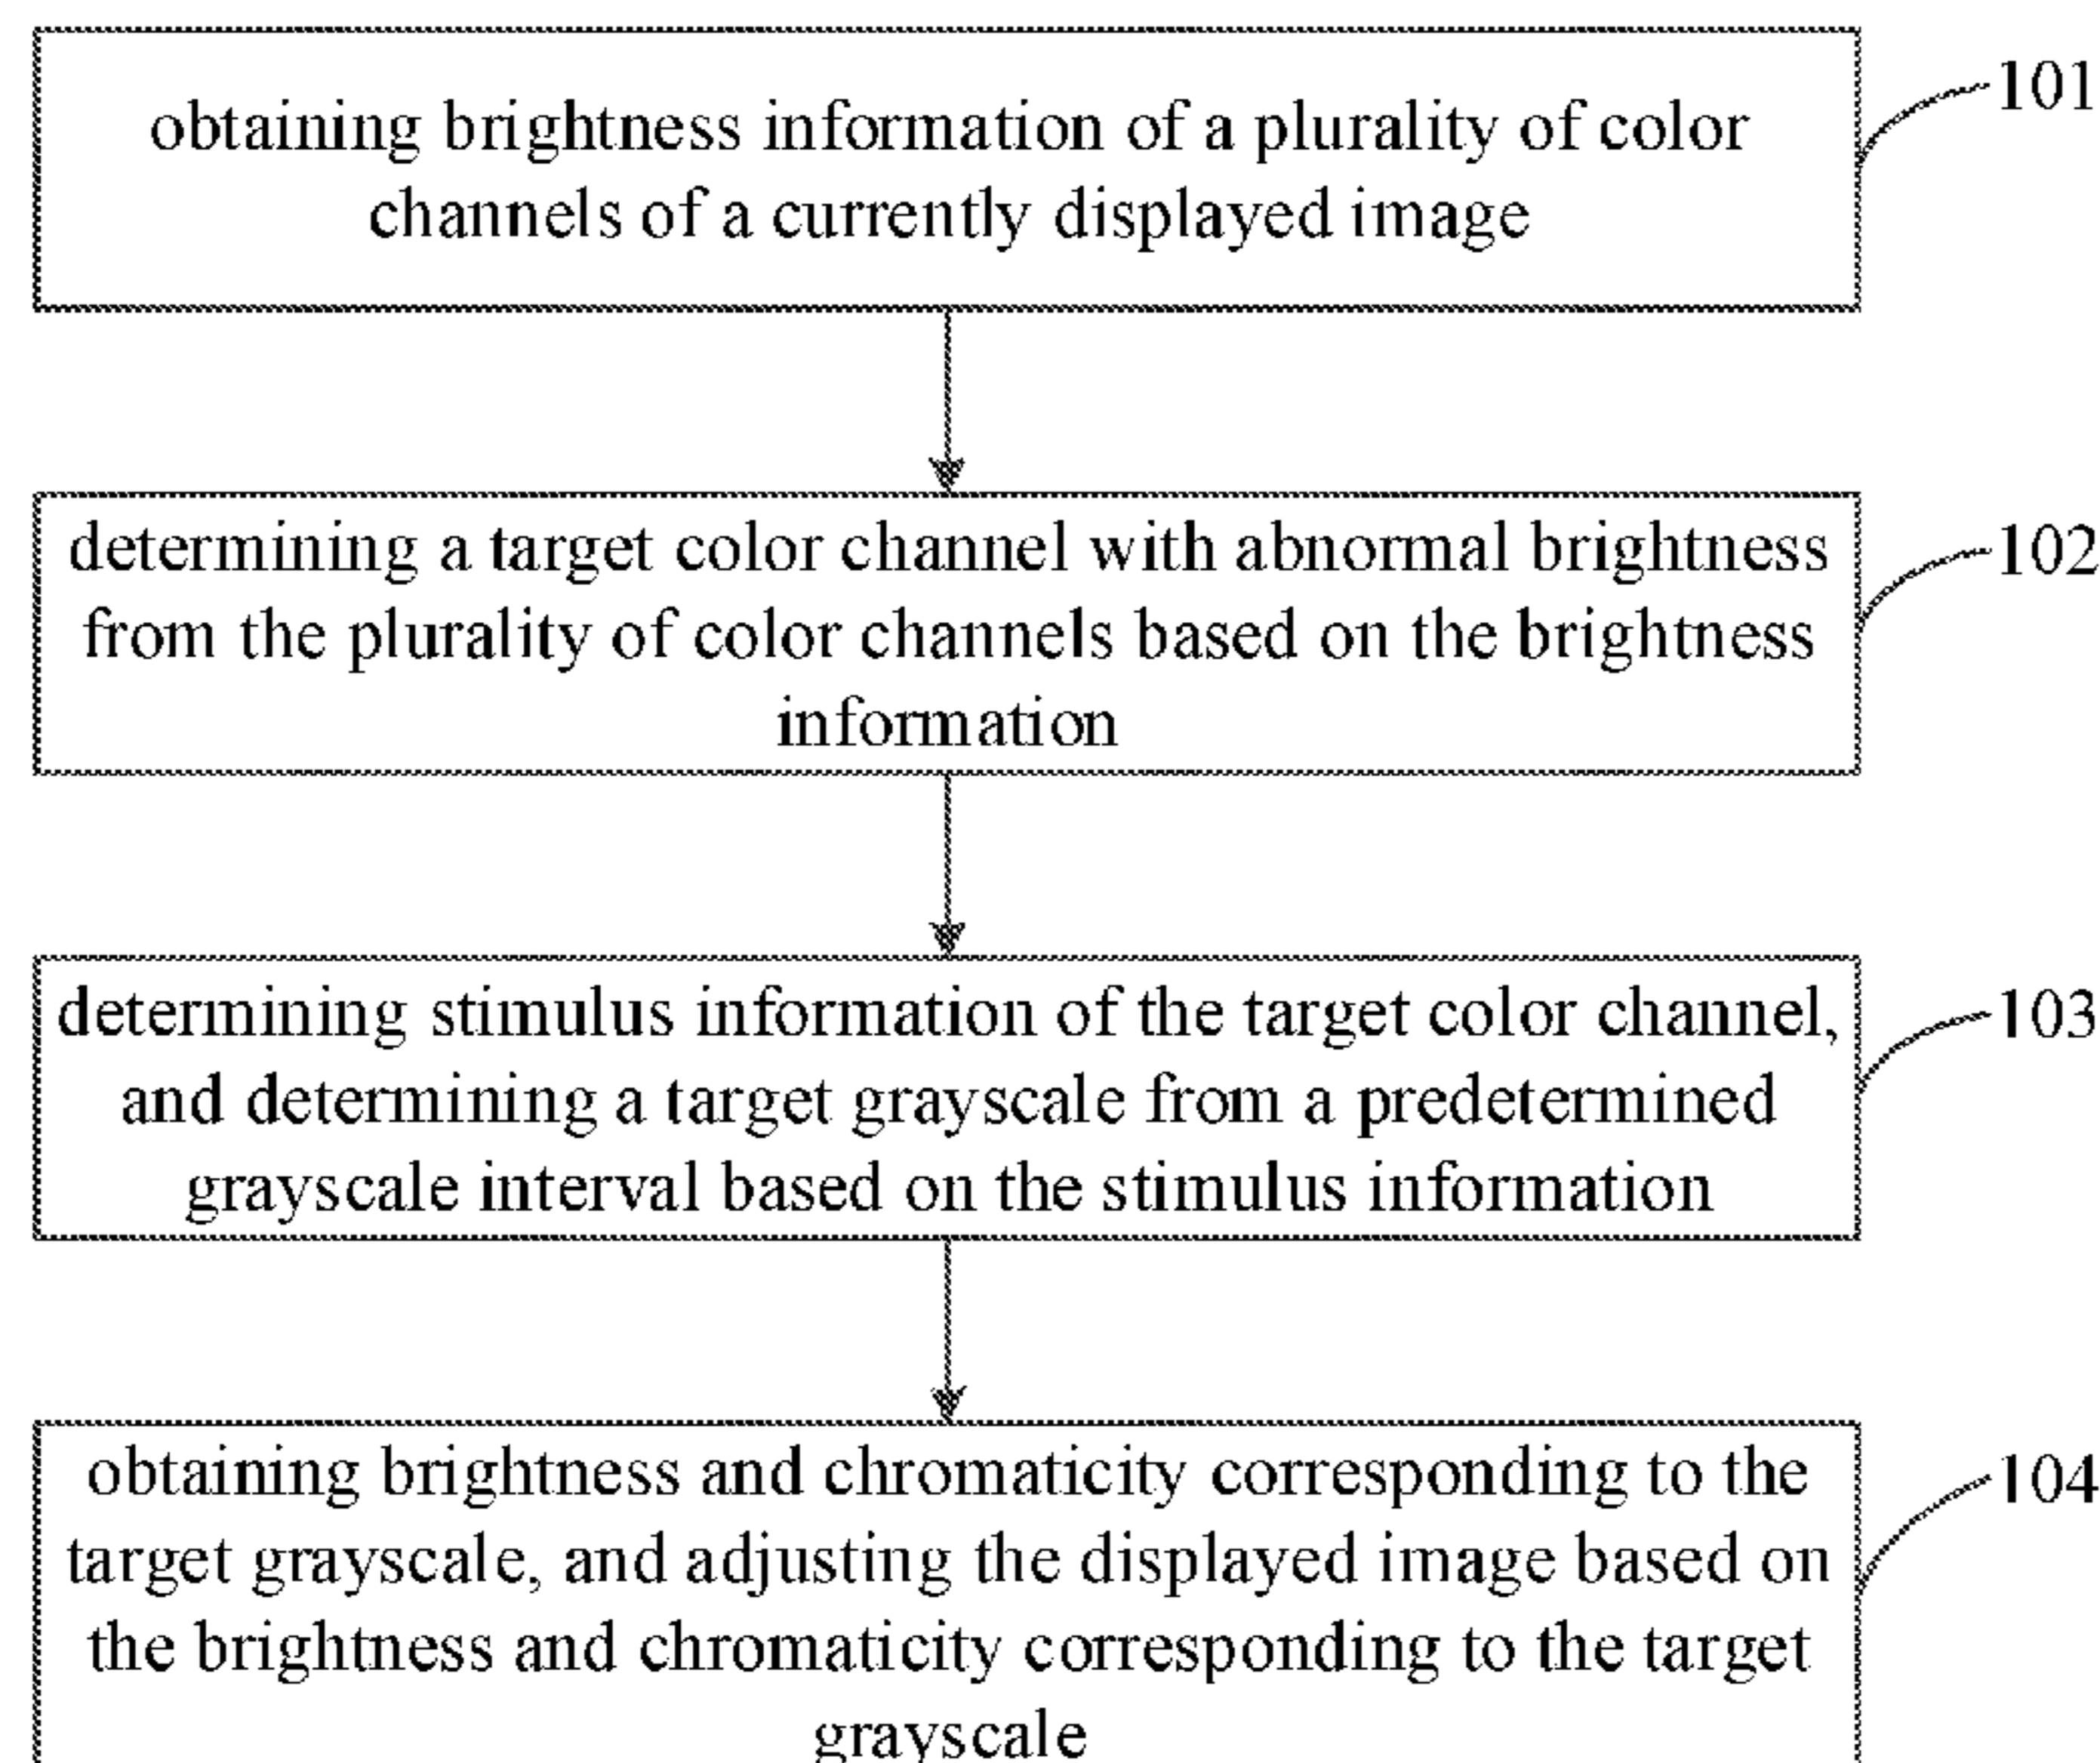 obtaining brightness information of a plurality of color
channels of a currently displayed image
101
determining a target color channel with abnormal brightness
from the plurality of color channels based on the brightness
information
102
determining stimulus information of the target color channel,
and determining a target grayscale from a predetermined
grayscale interval based on the stimulus information
103
obtaining brightness and chromaticity corresponding to the
target grayscale, and adjusting the displayed image based on
the brightness and chromaticity corresponding to the target
grayscale
104